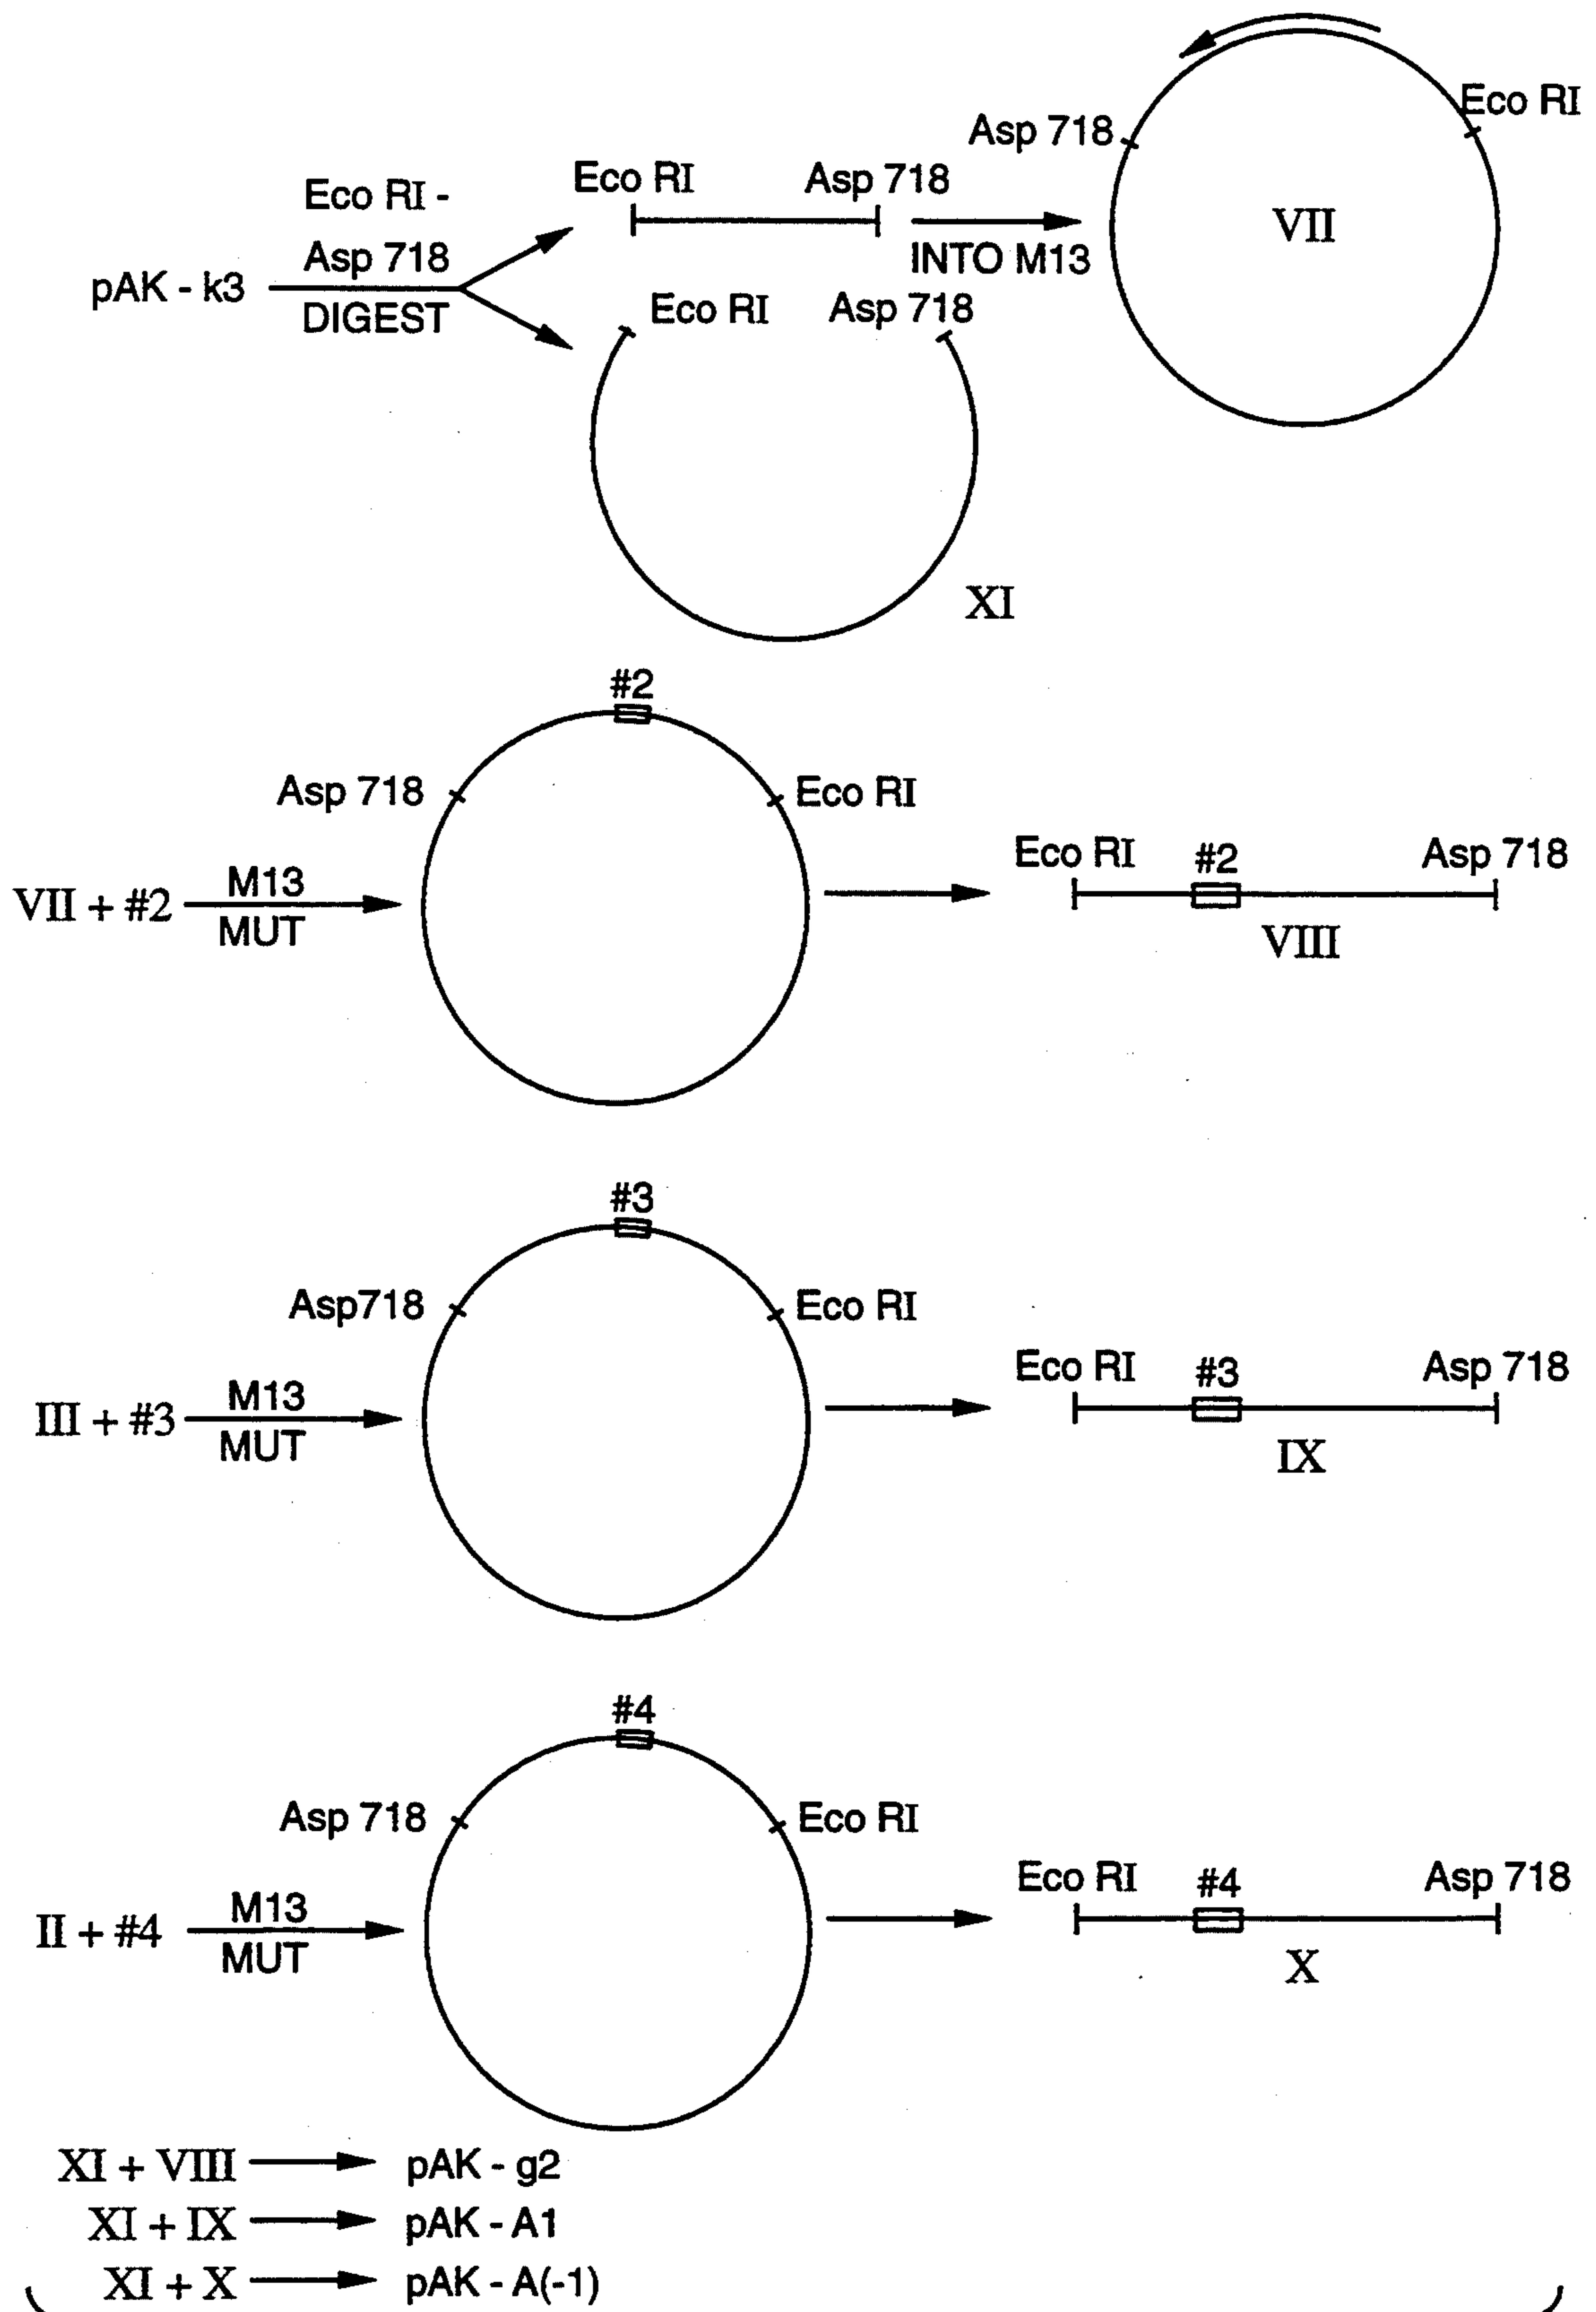 Eco RI
Asp 718
VII
Eco RI -
Asp 718
DIGEST
pAK - k3
Eco RI
Asp 718
INTO M13
Eco RI
Asp 718
XI
#2
Asp 718
Eco RI
VII + #2
M13
MUT
Eco RI
#2
Asp 718
VIII
#3
Asp718
Eco RI
III + #3
M13
MUT
Eco RI
#3
Asp 718
IX
#4
Asp 718
Eco RI
II + #4
M13
MUT
Eco RI
#4
Asp 718
X
XI + VIII pAK - g2
XI + IX pAK - A1
XI + X pAK - A(-1)